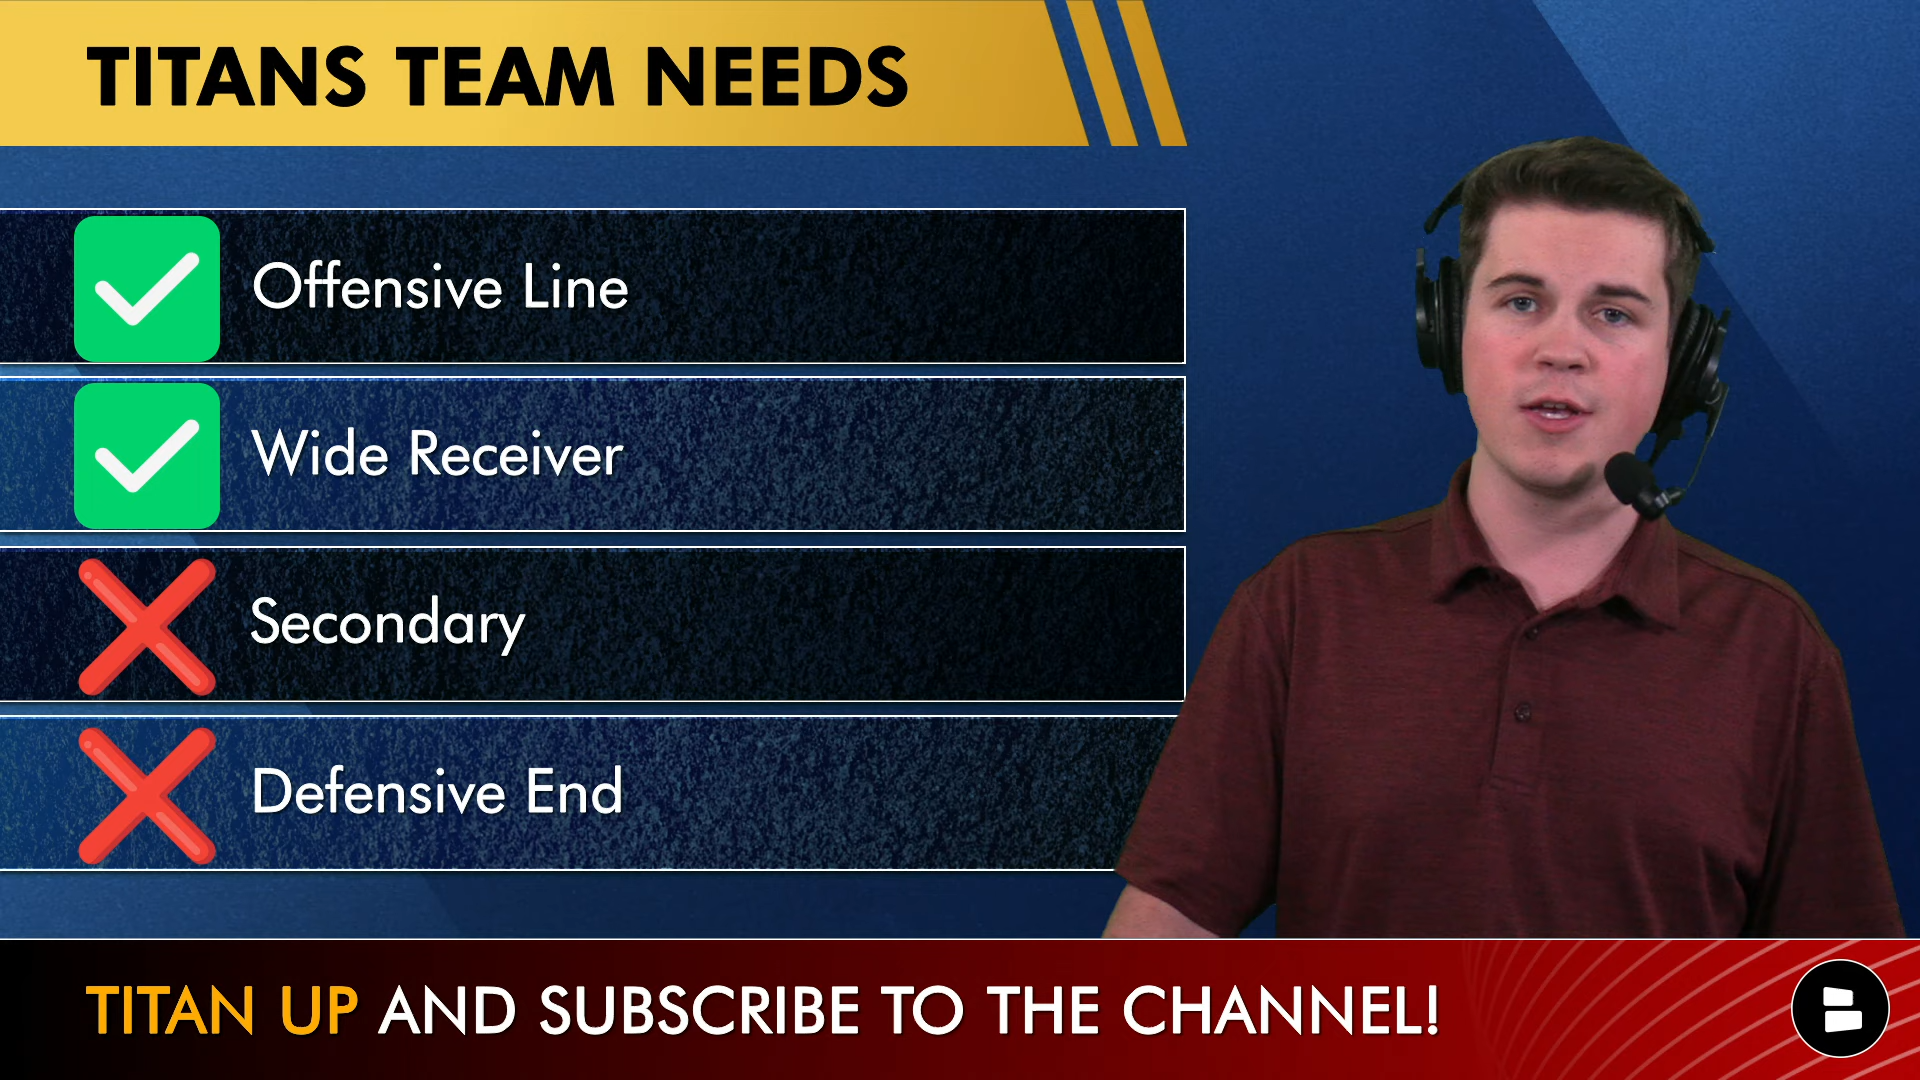 TITANS TEAM NEEDS
Offensive Line
Wide Receiver
Secondary
Defensive End
TITAN UP AND SUBSCRIBE TO THE CHANNEL!